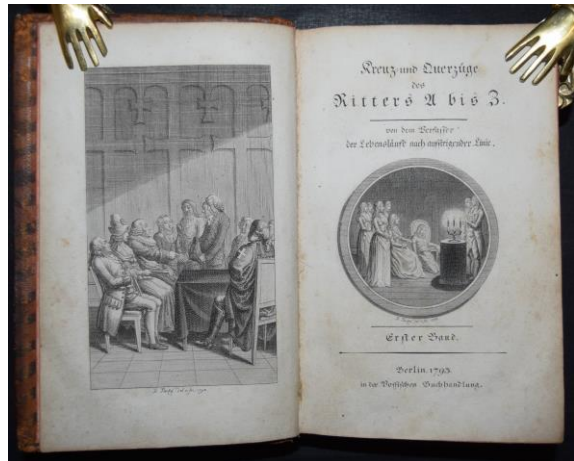 Kreuz- und Querzüge
des
Ritters A bis Z.
von dem Verfasser
der Lebensläufe nach aufsteigender Linie.
Erster Band.
Berlin 1793.
in der Vossischen Buchhandlung.